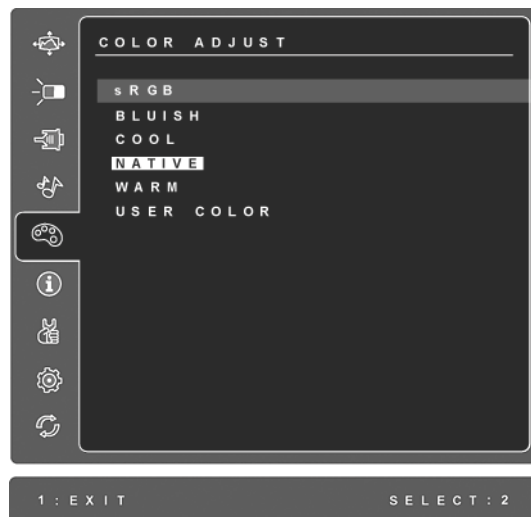 COLOR ADJUST
sRGB
BLUISH
COOL
NATIVE
WARM
USER COLOR
1:EXIT SELECT:2